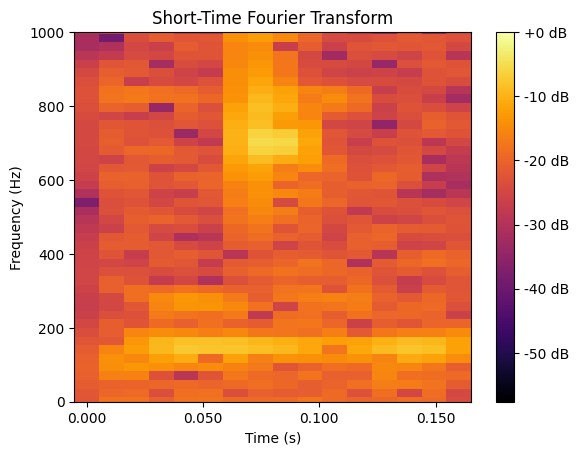 Short-Time Fourier Transform
1000
800
600
400
200
0
Frequency (Hz)
0.000
0.050
0.100
0.150
Time (s)
+0 dB
-10 dB
-20 dB
-30 dB
-40 dB
-50 dB